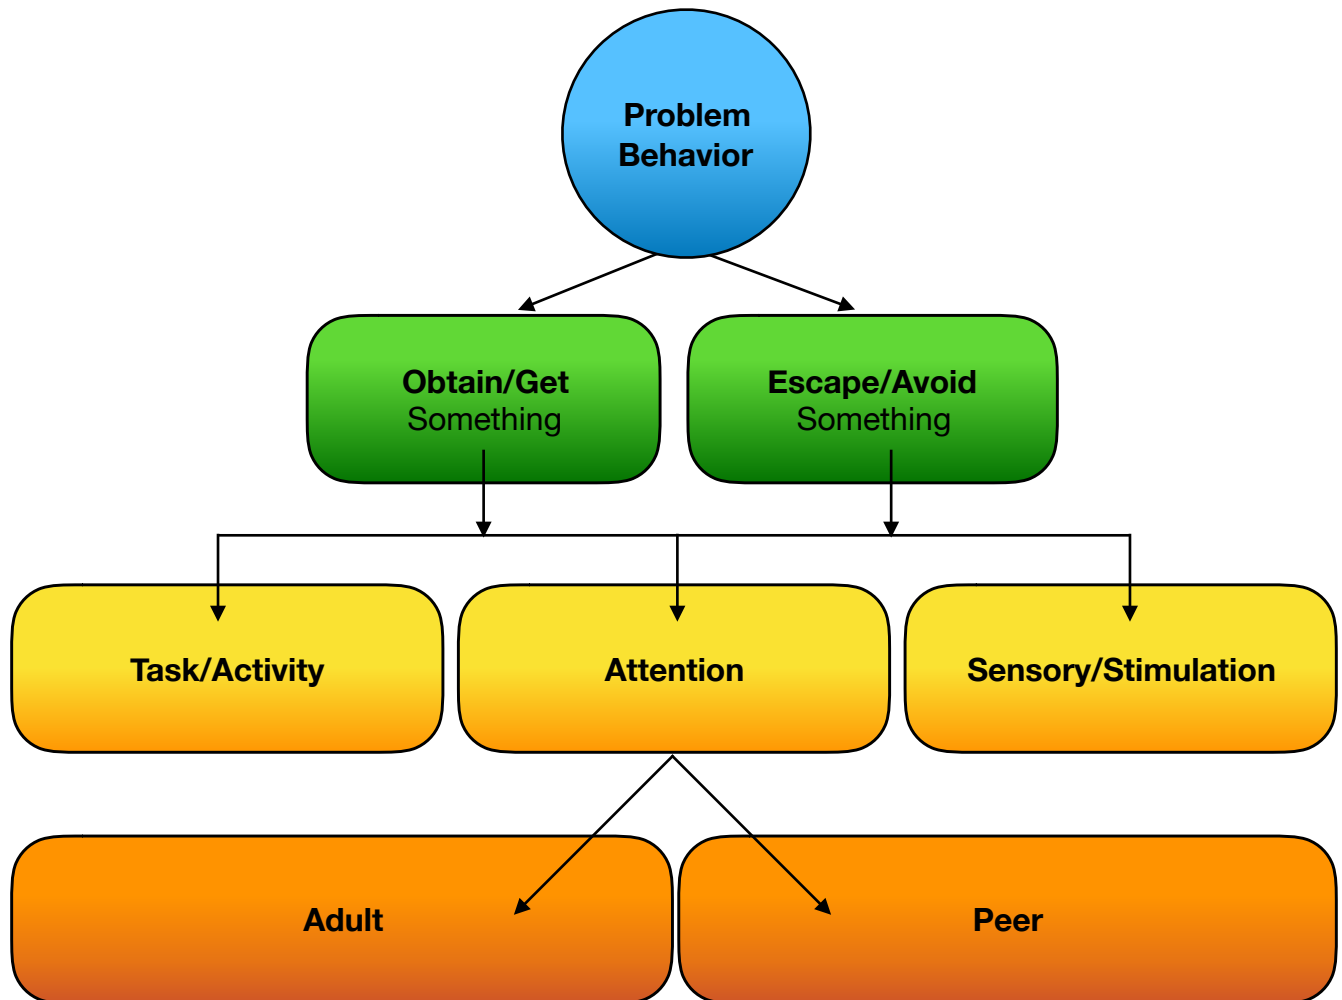 Problem
Behavior
Obtain/Get
Something
Escape/Avoid
Something
Task/Activity
Attention
Sensory/Stimulation
Adult
Peer